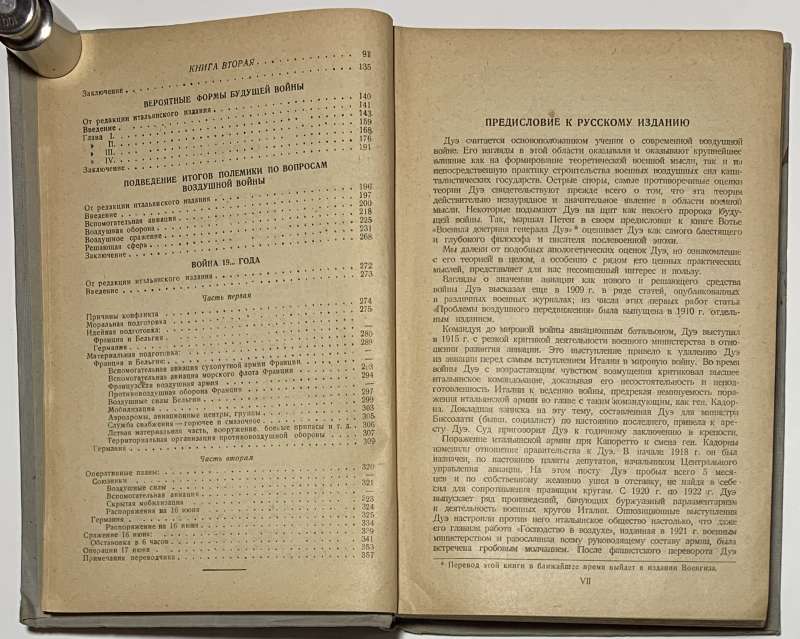 КНИГА ВТОРАЯ . . . . . . . . 91
Заключение . . . . . . . . 135
ВЕРОЯТНЫЕ ФОРМЫ БУДУЩЕЙ ВОЙНЫ
От редакции итальянского издания . . . . . . . . 140
Введение . . . . . . . . 141
Глава I. . . . . . . . . 143
» II. . . . . . . . . 159
» III. . . . . . . . . 168
» IV. . . . . . . . . 176
Заключение . . . . . . . . 191
ПОДВЕДЕНИЕ ИТОГОВ ПОЛЕМИКИ ПО ВОПРОСАМ
ВОЗДУШНОЙ ВОЙНЫ
От редакции итальянского издания . . . . . . . . 196
Введение . . . . . . . . 197
Вспомогательная авиация . . . . . . . . 200
Воздушная оборона . . . . . . . . 218
Воздушное сражение . . . . . . . . 225
Решающая сфера . . . . . . . . 231
Заключение . . . . . . . . 268
ВОЙНА 19... ГОДА
От редакции итальянского издания . . . . . . . . 272
Введение . . . . . . . . 273
Часть первая
Причины конфликта . . . . . . . . 274
Моральная подготовка . . . . . . . . 275
Идейная подготовка:
Франция и Бельгия . . . . . . . . —
Германия . . . . . . . . 280
Материальная подготовка: 289
Франция и Бельгия:
Вспомогательная авиация сухопутной армии Франции . . —
Вспомогательная авиация морского флота Франции . . 293
Французская воздушная армия . . . . . . . . 294
Противовоздушная оборона Франции . . . . . . . . —
Воздушные силы Бельгии . . . . . . . . 297
Мобилизация . . . . . . . . 299
Аэродромы, авиационные центры, группы . . . . . . . . 303
Служба снабжения—горючее и смазочное . . . . . . . . 305
Летная материальная часть, вооружение, боевые припасы и т. д. . 306
Территориальная организация противовоздушной обороны . . 307
Германия . . . . . . . . 309
Часть вторая
Оперативные планы: 320
Союзники . . . . . . . . —
Воздушные силы . . . . . . . . 321
Вспомогательная авиация . . . . . . . . —
Скрытая мобилизация . . . . . . . . 323
Распоряжения на 16 июня . . . . . . . . 324
Германия . . . . . . . . 325
Распоряжение на 16 июня . . . . . . . . 334
Сражение 16 июня: 339
Обстановка в 6 часов . . . . . . . . 341
Операции 17 июня . . . . . . . . 353
Примечания переводчика . . . . . . . . 357
ПРЕДИСЛОВИЕ К РУССКОМУ ИЗДАНИЮ
Дуэ считается основоположником учения о современной воздушной
войне. Его взгляды в этой области оказывали и оказывают крупнейшее
влияние как на формирование теоретической военной мысли, так и на
непосредственную практику строительства военных воздушных сил капи-
талистических государств. Острые споры, самые противоречивые оценки
теории Дуэ свидетельствуют прежде всего о том, что эта теория
действительно незаурядное и значительное явление в области военной
мысли. Некоторые поднимают Дуэ на щит как некоего пророка буду-
щей войны. Так, маршал Петен в своем предисловии к книге Вотье
«Военная доктрина генерала Дуэ»* оценивает Дуэ как самого блестящего
и глубокого философа и писателя послевоенной эпохи.
Мы далеки от подобных апологетических оценок Дуэ, но ознакомление
с его теорией в целом, а особенно с рядом его ценных практических
мыслей, представляет для нас несомненный интерес и пользу.
Взгляды о значении авиации как нового и решающего средства
войны Дуэ высказал еще в 1909 г. в ряде статей, опубликованных
в различных военных журналах; из числа этих первых работ статья
«Проблемы воздушного передвижения» была выпущена в 1910 г. отдель-
ным изданием.
Командуя до мировой войны авиационным батальоном, Дуэ выступил
в 1915 г. с резкой критикой деятельности военного министерства в отно-
шении развития авиации. Это выступление привело к удалению Дуэ
из авиации перед самым вступлением Италии в мировую войну. Во время
войны Дуэ с возрастающим чувством возмущения критиковал высшее
итальянское командование, доказывая его несостоятельность и непод-
готовленность Италии к ведению войны, предрекая неминуемость пора-
жения итальянской армии во главе с таким командующим, как ген. Кадор-
на. Докладная записка на эту тему, составленная Дуэ для министра
Биссолати (бывш. социалист) по настоянию последнего, привела к аре-
сту Дуэ. Суд приговорил Дуэ к годичному заключению в крепости.
Поражение итальянской армии при Капоретто и смена ген. Кадорны
изменили отношение правительства к Дуэ. В начале 1918 г. он был
назначен, по настоянию палаты депутатов, начальником Центрального
управления авиации. На этом посту Дуэ пробыл всего 5 меся-
цев и по собственному желанию ушел в отставку, не найдя в себе
сил для сопротивления правящим кругам. С 1920 г. по 1922 г. Дуэ
выпускает ряд произведений, бичующих буржуазный парламентаризм
и деятельность военных кругов Италии. Оппозиционные выступления
Дуэ настроили против него итальянское общество настолько, что даже
его главная работа «Господство в воздухе», изданная в 1921 г. военным
министерством и разосланная всему руководящему составу армии, была
встречена гробовым молчанием. После фашистского переворота Дуэ
* Перевод этой книги в ближайшее время выйдет в издании Воениза.
VII